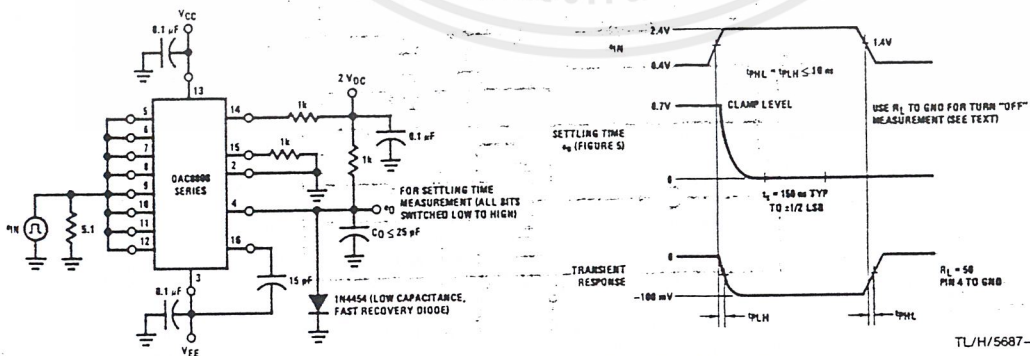 VCC
0.1 µF
13
5
6
7
8
9
10
11
12
DAC0808
SERIES
14
15
2
4
16
3
1k
1k
1k
2 VDC
0.1 µF
eIN
5.1
FOR SETTLING TIME
MEASUREMENT (ALL BITS
SWITCHED LOW TO HIGH)
eO
CO ≤ 25 pF
15 pF
1N4454 (LOW CAPACITANCE,
FAST RECOVERY DIODE)
0.1 µF
VEE
eIN
2.4V
0.4V
1.4V
tPHL = tPLH ≤ 10 ns
0.7V
CLAMP LEVEL
USE RL TO GND FOR TURN "OFF"
MEASUREMENT (SEE TEXT)
SETTLING TIME
eo (FIGURE 5)
0
ts = 150 ns TYP
TO ±1/2 LSB
TRANSIENT
RESPONSE
0
-100 mV
RL = 50
PIN 4 TO GND
tPLH
tPHL
TL/H/5687-